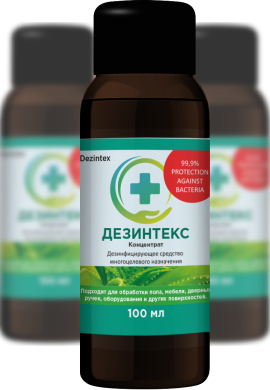 Dezintex
99,9%
PROTECTION
AGAINST
BACTERIA
ДЕЗИНТЕКС
Концентрат
Дезинфицирующее средство
многоцелевого назначения
Подходит для обработки пола, мебели, дверных
ручек, оборудования и других поверхностей.
100 мл